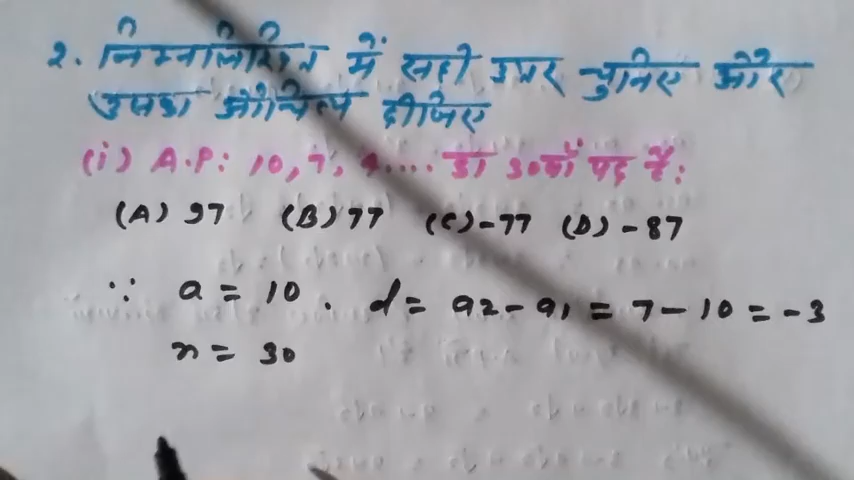 2. निम्नलिखित में सही उत्तर चुनिए और
उसका औचित्य दीजिए
(i) A.P: 10, 7, 4.... का 30वाँ पद है:
(A) 97 (B) 77 (C) -77 (D) -87
∵ a = 10. d = a2 - a1 = 7 - 10 = -3
n = 30